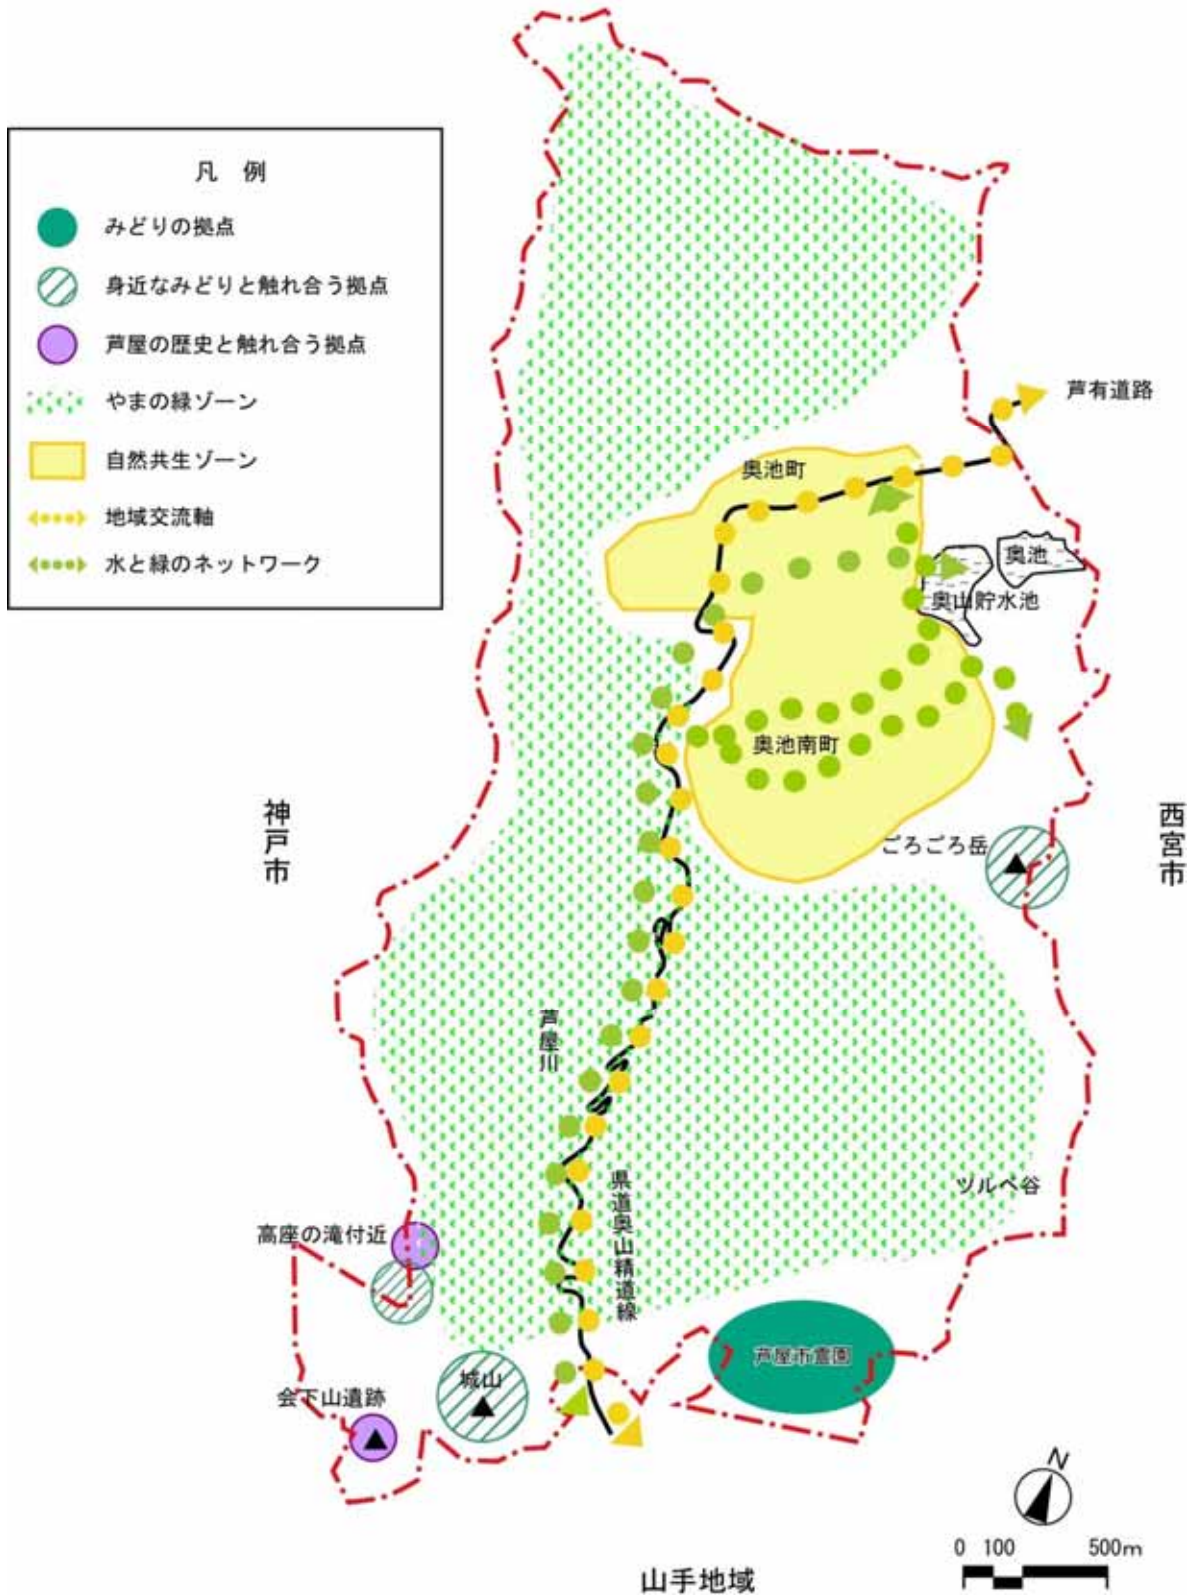 凡 例
みどりの拠点
身近なみどりと触れ合う拠点
芦屋の歴史と触れ合う拠点
やまの緑ゾーン
自然共生ゾーン
地域交流軸
水と緑のネットワーク
芦有道路
奥池町
奥池
奥山貯水池
奥池南町
神戸市
西宮市
ごろごろ岳
芦屋川
県道奥山精道線
ツルベ谷
高座の滝付近
芦屋市霊園
城山
会下山遺跡
N
0 100 500m
山手地域